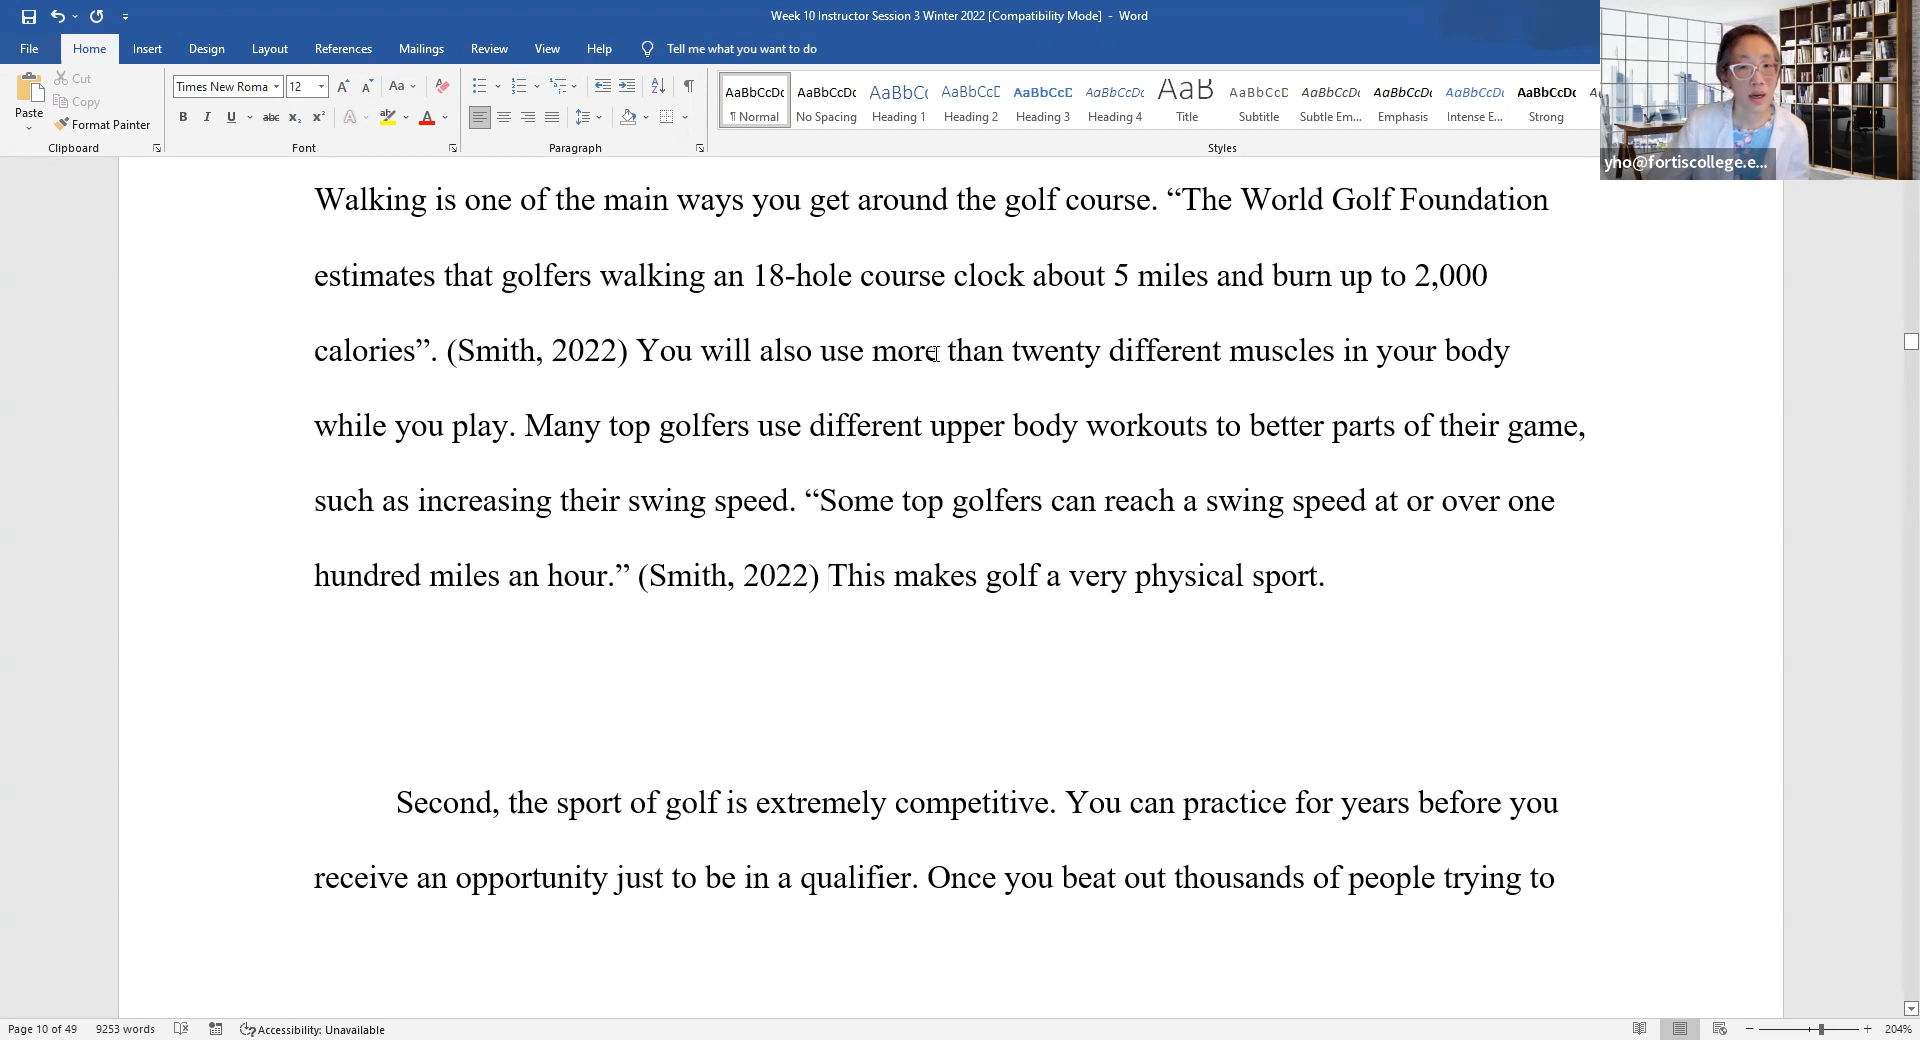 Week 10 Instructor Session 3 Winter 2022 [Compatibility Mode] - Word
File Home Insert Design Layout References Mailings Review View Help Tell me what you want to do
Paste
Cut
Copy
Format Painter
Clipboard
Times New Roma 12
Font
Paragraph
AaBbCcDc AaBbCcDc AaBbC AaBbCcE AaBbCcD AaBbCcDc AaB AaBbCcD AaBbCcDc AaBbCcDc AaBbCcDc AaBbCcDc
¶ Normal No Spacing Heading 1 Heading 2 Heading 3 Heading 4 Title Subtitle Subtle Em... Emphasis Intense E... Strong
Styles
yho@fortiscollege.e...
Walking is one of the main ways you get around the golf course. “The World Golf Foundation
estimates that golfers walking an 18-hole course clock about 5 miles and burn up to 2,000
calories”. (Smith, 2022) You will also use more than twenty different muscles in your body
while you play. Many top golfers use different upper body workouts to better parts of their game,
such as increasing their swing speed. “Some top golfers can reach a swing speed at or over one
hundred miles an hour.” (Smith, 2022) This makes golf a very physical sport.
Second, the sport of golf is extremely competitive. You can practice for years before you
receive an opportunity just to be in a qualifier. Once you beat out thousands of people trying to
Page 10 of 49 9253 words Accessibility: Unavailable 204%